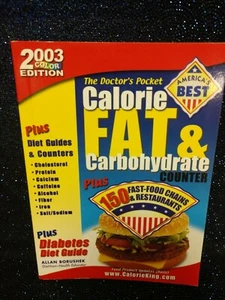 2003
COLOR
EDITION
AMERICA'S
BEST
The Doctor's Pocket
Calorie
FAT &
Carbohydrate
COUNTER
Plus
Diet Guides
& Counters
• Cholesterol
• Protein
• Calcium
• Caffeine
• Alcohol
• Fiber
• Iron
• Salt/Sodium
Plus
150 FAST-FOOD CHAINS
& RESTAURANTS
Plus
Diabetes
Diet Guide
ALLAN BORUSHEK
www.CalorieKing.com